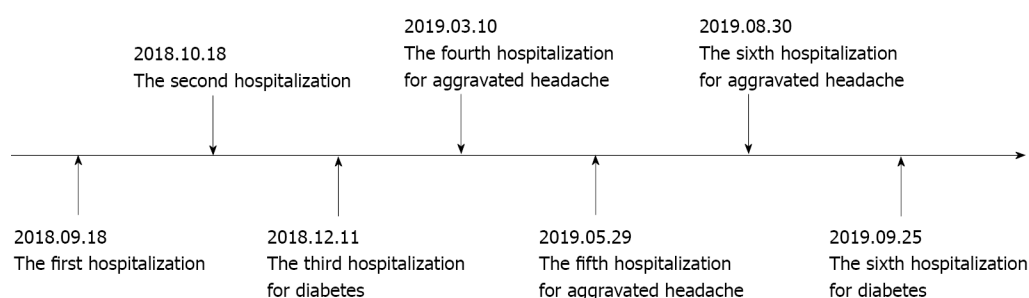 2018.09.18
The first hospitalization
2018.10.18
The second hospitalization
2018.12.11
The third hospitalization
for diabetes
2019.03.10
The fourth hospitalization
for aggravated headache
2019.05.29
The fifth hospitalization
for aggravated headache
2019.08.30
The sixth hospitalization
for aggravated headache
2019.09.25
The sixth hospitalization
for diabetes